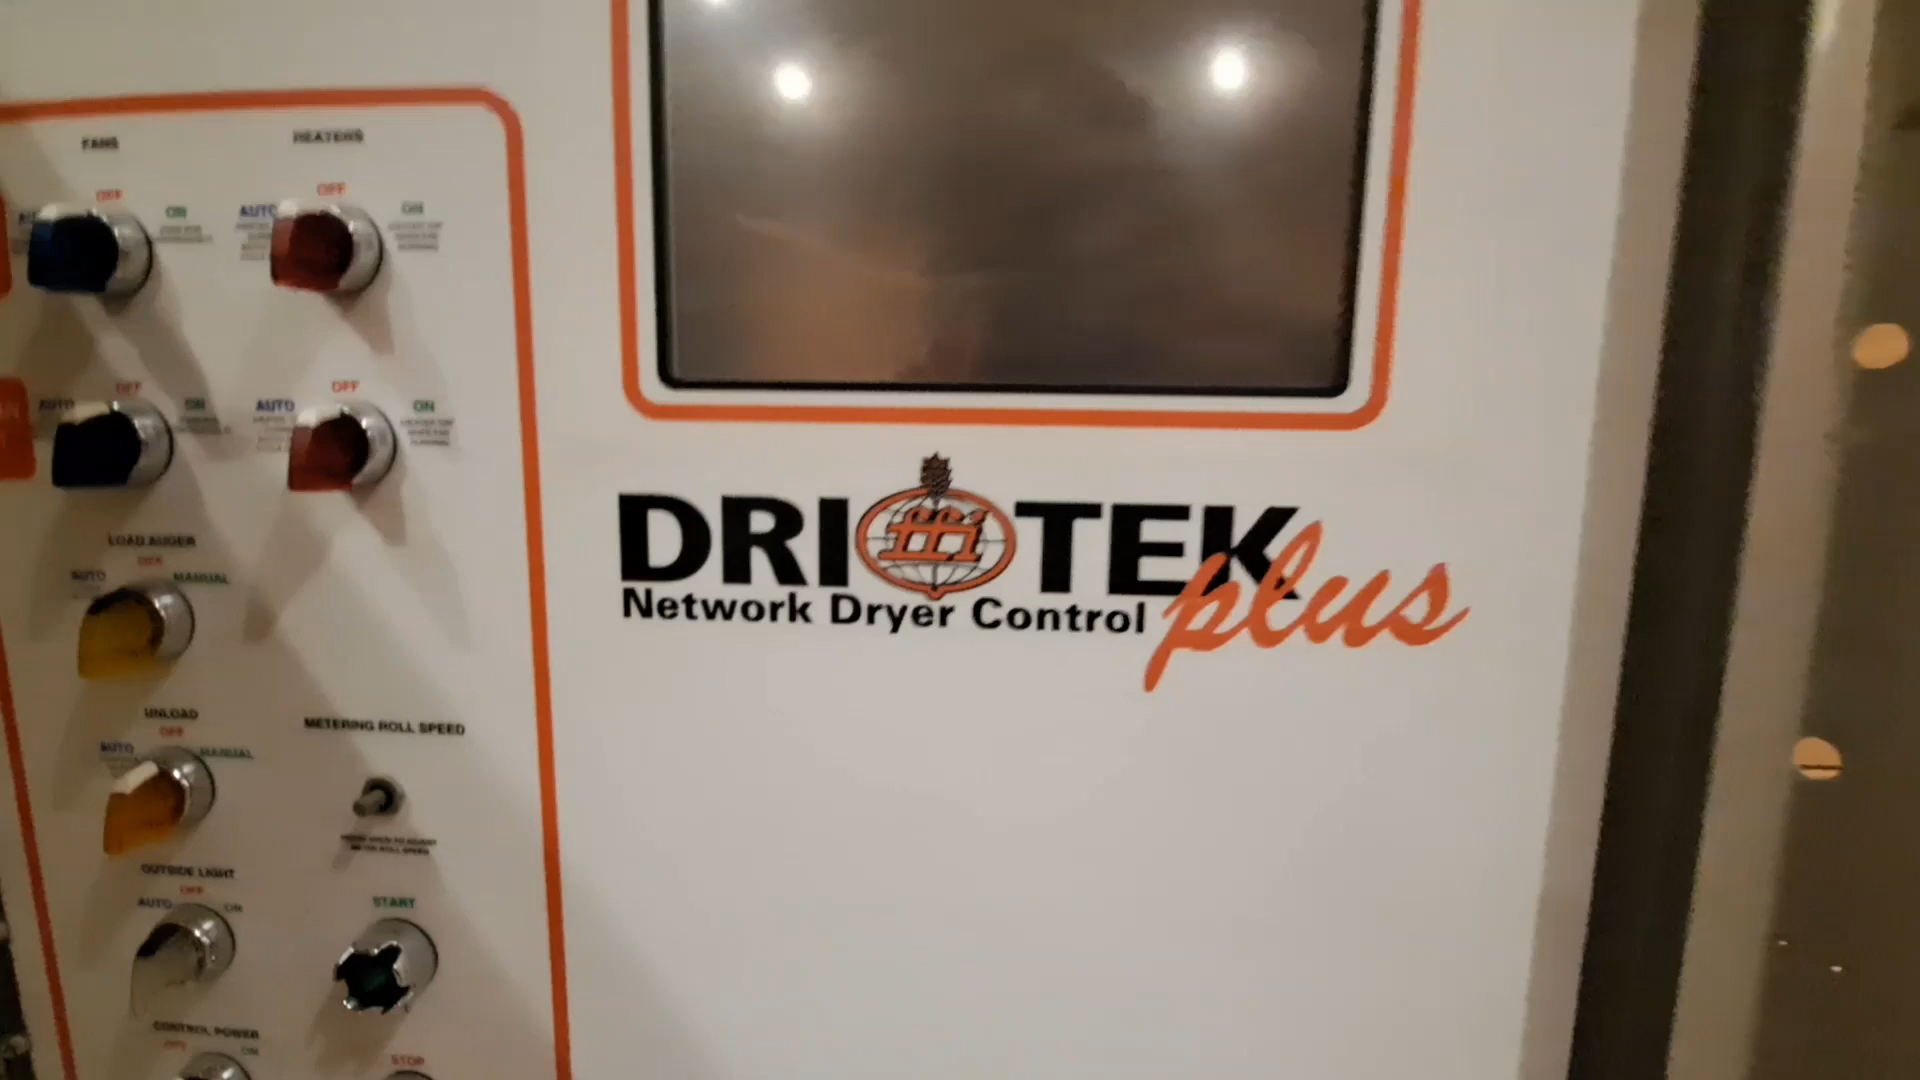 FANS
HEATERS
OFF
ON
AUTO
OFF
ON
OFF
AUTO
ON
AUTO
OFF
ON
LOAD AUGER
OFF
AUTO
MANUAL
UNLOAD
OFF
AUTO
MANUAL
METERING ROLL SPEED
OUTSIDE LIGHT
OFF
AUTO
ON
START
CONTROL POWER
OFF
ON
STOP
DRI ffi TEK
plus
Network Dryer Control